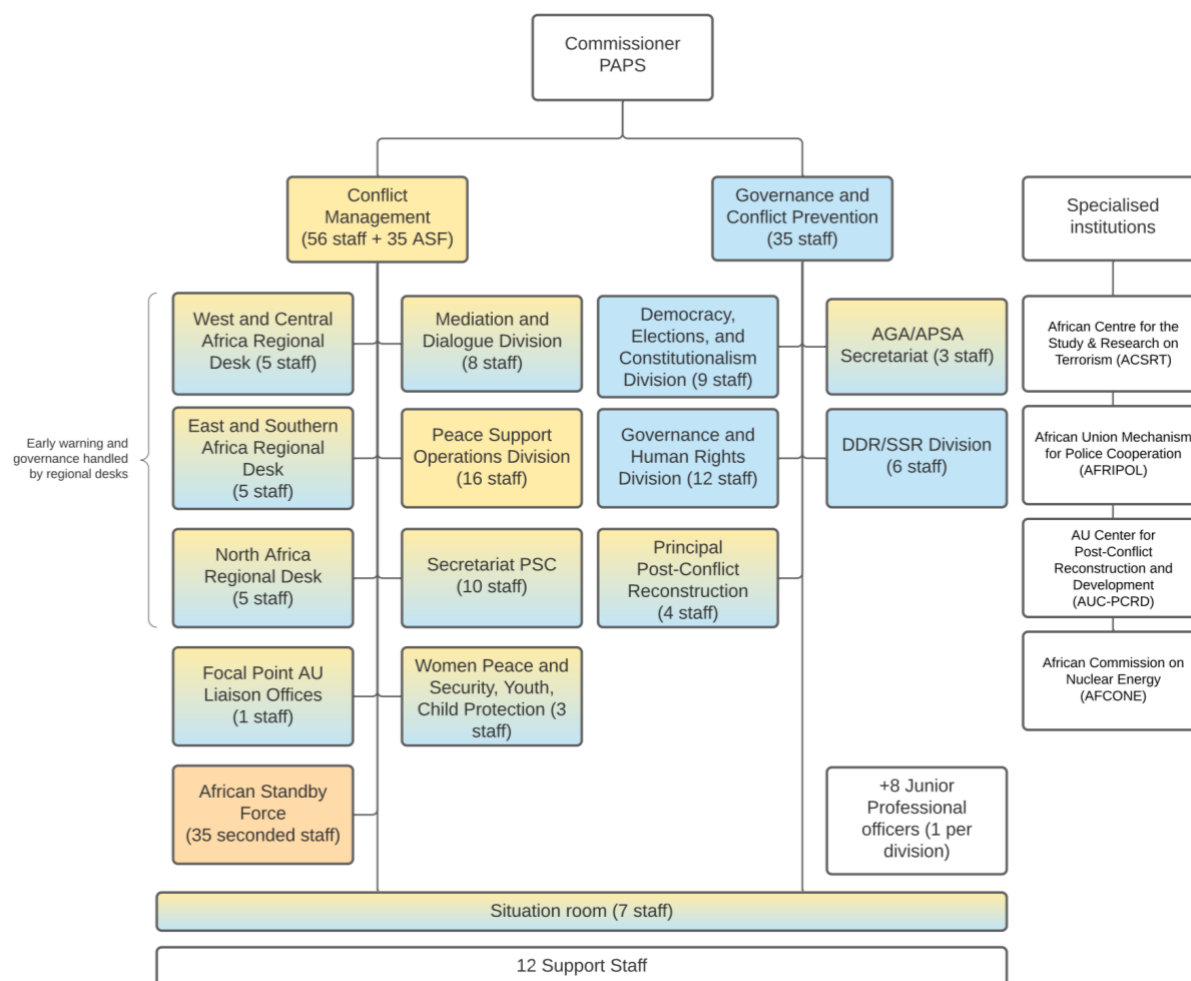 Commissioner
PAPS
Conflict
Management
(56 staff + 35 ASF)
Governance and
Conflict Prevention
(35 staff)
Specialised
institutions
West and Central
Africa Regional
Desk (5 staff)
Mediation and
Dialogue Division
(8 staff)
Democracy,
Elections, and
Constitutionalism
Division (9 staff)
AGA/APSA
Secretariat (3 staff)
African Centre for the
Study & Research on
Terrorism (ACSRT)
Early warning and
governance handled
by regional desks
East and Southern
Africa Regional
Desk
(5 staff)
Peace Support
Operations Division
(16 staff)
Governance and
Human Rights
Division (12 staff)
DDR/SSR Division
(6 staff)
African Union Mechanism
for Police Cooperation
(AFRIPOL)
North Africa
Regional Desk
(5 staff)
Secretariat PSC
(10 staff)
Principal
Post-Conflict
Reconstruction
(4 staff)
AU Center for
Post-Conflict
Reconstruction and
Development
(AUC-PCRD)
Focal Point AU
Liaison Offices
(1 staff)
Women Peace and
Security, Youth,
Child Protection (3
staff)
African Commission on
Nuclear Energy
(AFCONE)
African Standby
Force
(35 seconded staff)
+8 Junior
Professional
officers (1 per
division)
Situation room (7 staff)
12 Support Staff